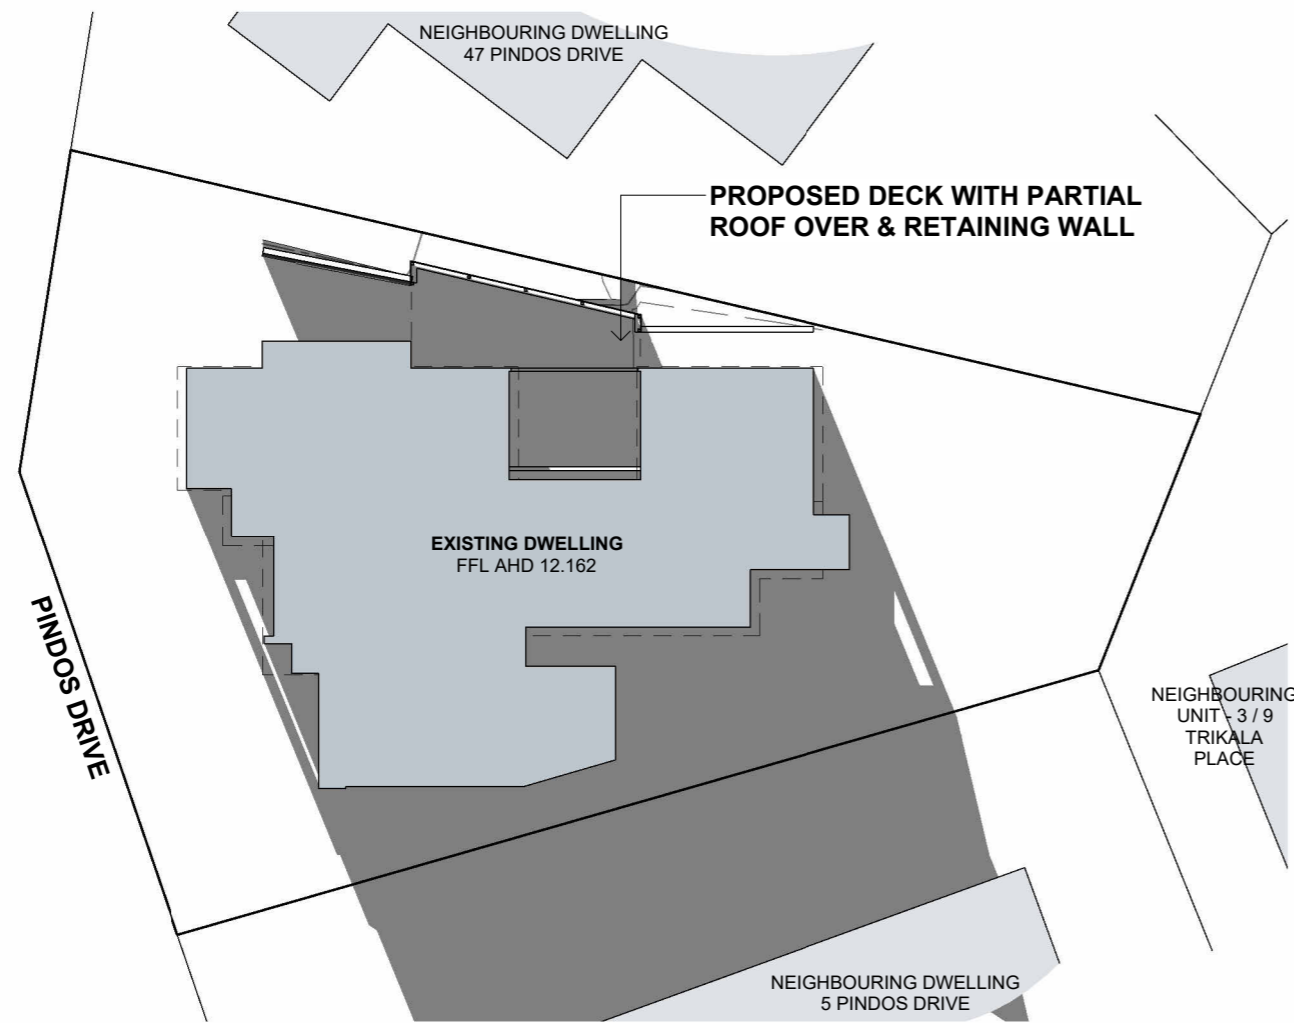 NEIGHBOURING DWELLING
47 PINDOS DRIVE
PROPOSED DECK WITH PARTIAL
ROOF OVER & RETAINING WALL
EXISTING DWELLING
FFL AHD 12.162
PINDOS DRIVE
NEIGHBOURING
UNIT - 3 / 9
TRIKALA
PLACE
NEIGHBOURING DWELLING
5 PINDOS DRIVE